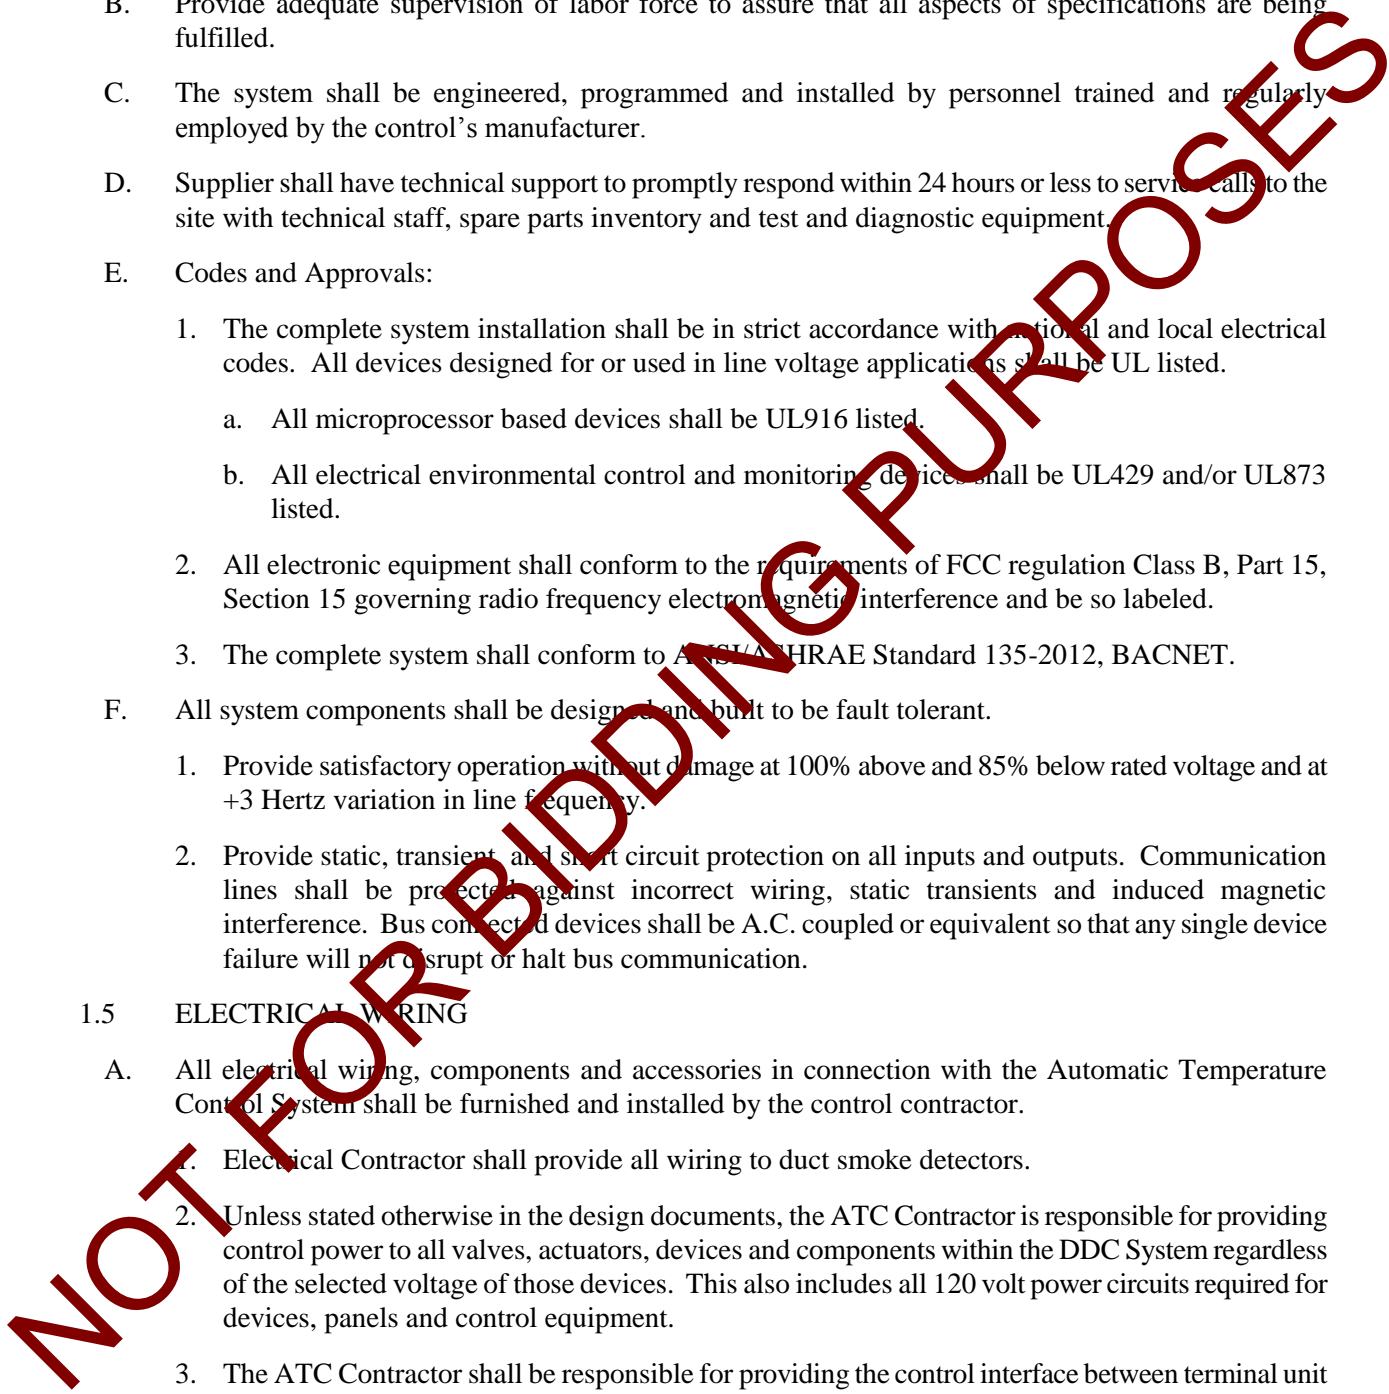 B. Provide adequate supervision of labor force to assure that all aspects of specifications are being
fulfilled.
C. The system shall be engineered, programmed and installed by personnel trained and regularly
employed by the control’s manufacturer.
D. Supplier shall have technical support to promptly respond within 24 hours or less to service calls to the
site with technical staff, spare parts inventory and test and diagnostic equipment.
E. Codes and Approvals:
1. The complete system installation shall be in strict accordance with national and local electrical
codes. All devices designed for or used in line voltage applications shall be UL listed.
a. All microprocessor based devices shall be UL916 listed.
b. All electrical environmental control and monitoring devices shall be UL429 and/or UL873
listed.
2. All electronic equipment shall conform to the requirements of FCC regulation Class B, Part 15,
Section 15 governing radio frequency electromagnetic interference and be so labeled.
3. The complete system shall conform to ANSI/ASHRAE Standard 135-2012, BACNET.
F. All system components shall be designed and built to be fault tolerant.
1. Provide satisfactory operation without damage at 100% above and 85% below rated voltage and at
+3 Hertz variation in line frequency.
2. Provide static, transient, and short circuit protection on all inputs and outputs. Communication
lines shall be protected against incorrect wiring, static transients and induced magnetic
interference. Bus connected devices shall be A.C. coupled or equivalent so that any single device
failure will not disrupt or halt bus communication.
1.5 ELECTRICAL WIRING
A. All electrical wiring, components and accessories in connection with the Automatic Temperature
Control System shall be furnished and installed by the control contractor.
1. Electrical Contractor shall provide all wiring to duct smoke detectors.
2. Unless stated otherwise in the design documents, the ATC Contractor is responsible for providing
control power to all valves, actuators, devices and components within the DDC System regardless
of the selected voltage of those devices. This also includes all 120 volt power circuits required for
devices, panels and control equipment.
3. The ATC Contractor shall be responsible for providing the control interface between terminal unit
NOT FOR BIDDING PURPOSES